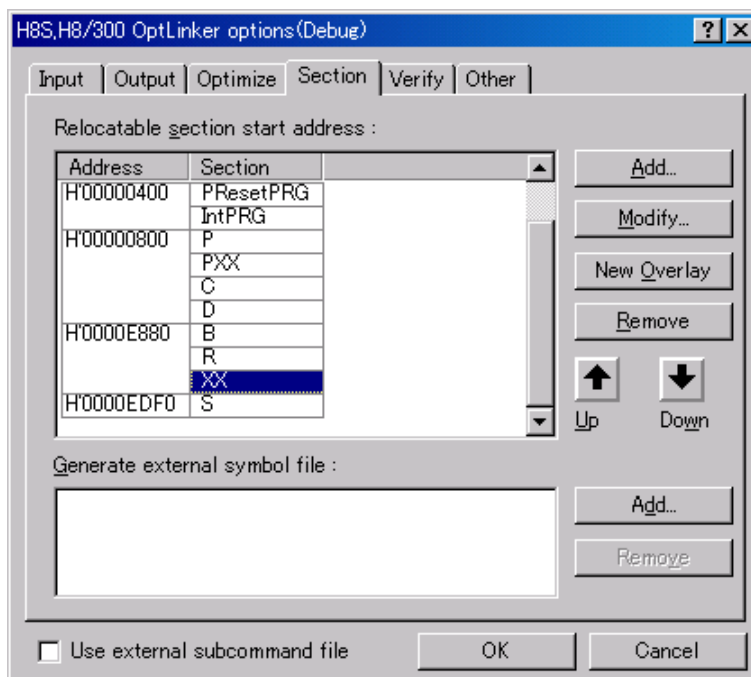 H8S,H8/300 OptLinker options(Debug)
Input Output Optimize Section Verify Other
Relocatable section start address :
Address Section
H'00000400 PResetPRG
IntPRG
H'00000800 P
PXX
C
D
H'0000E880 B
R
XX
H'0000EDF0 S
Add...
Modify...
New Overlay
Remove
Up Down
Generate external symbol file :
Add...
Remove
Use external subcommand file
OK
Cancel